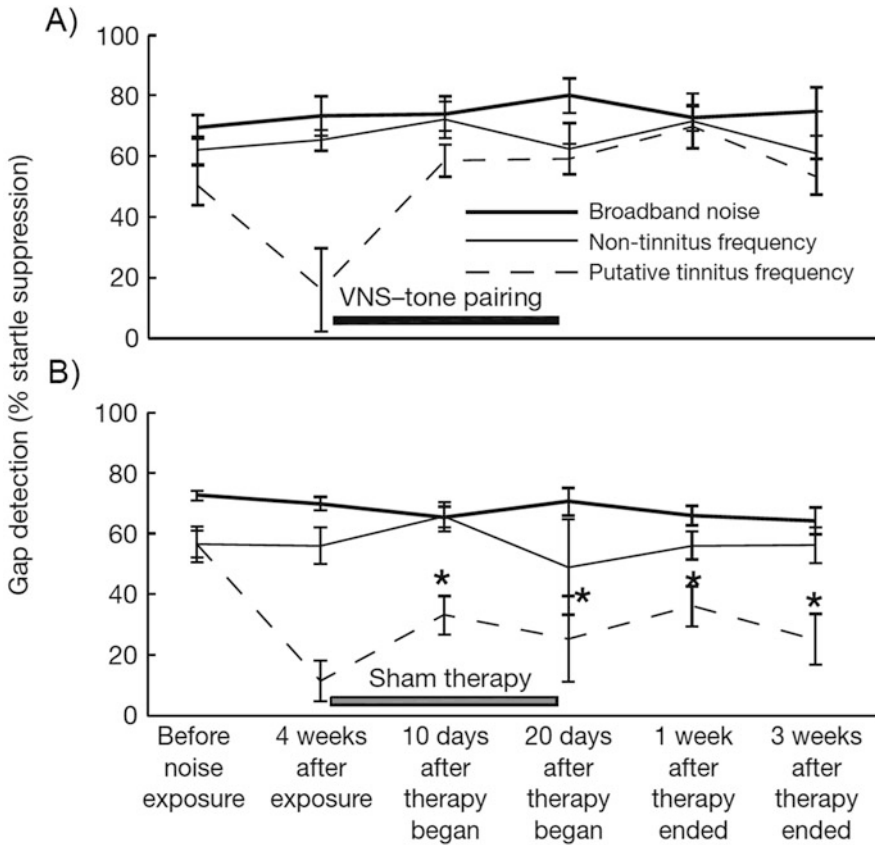 A)
100
80
60
40
20
0
Broadband noise
Non-tinnitus frequency
Putative tinnitus frequency
VNS–tone pairing
Gap detection (% startle suppression)
B)
100
80
60
40
20
0
*
*
*
*
Sham therapy
Before
noise
exposure
4 weeks
after
exposure
10 days
after
therapy
began
20 days
after
therapy
began
1 week
after
therapy
ended
3 weeks
after
therapy
ended